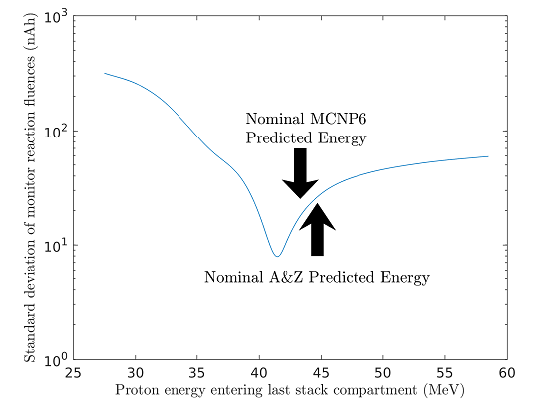 10³
10²
10¹
10⁰
Standard deviation of monitor reaction fluences (nAh)
Nominal MCNP6
Predicted Energy
Nominal A&Z Predicted Energy
25 30 35 40 45 50 55 60
Proton energy entering last stack compartment (MeV)